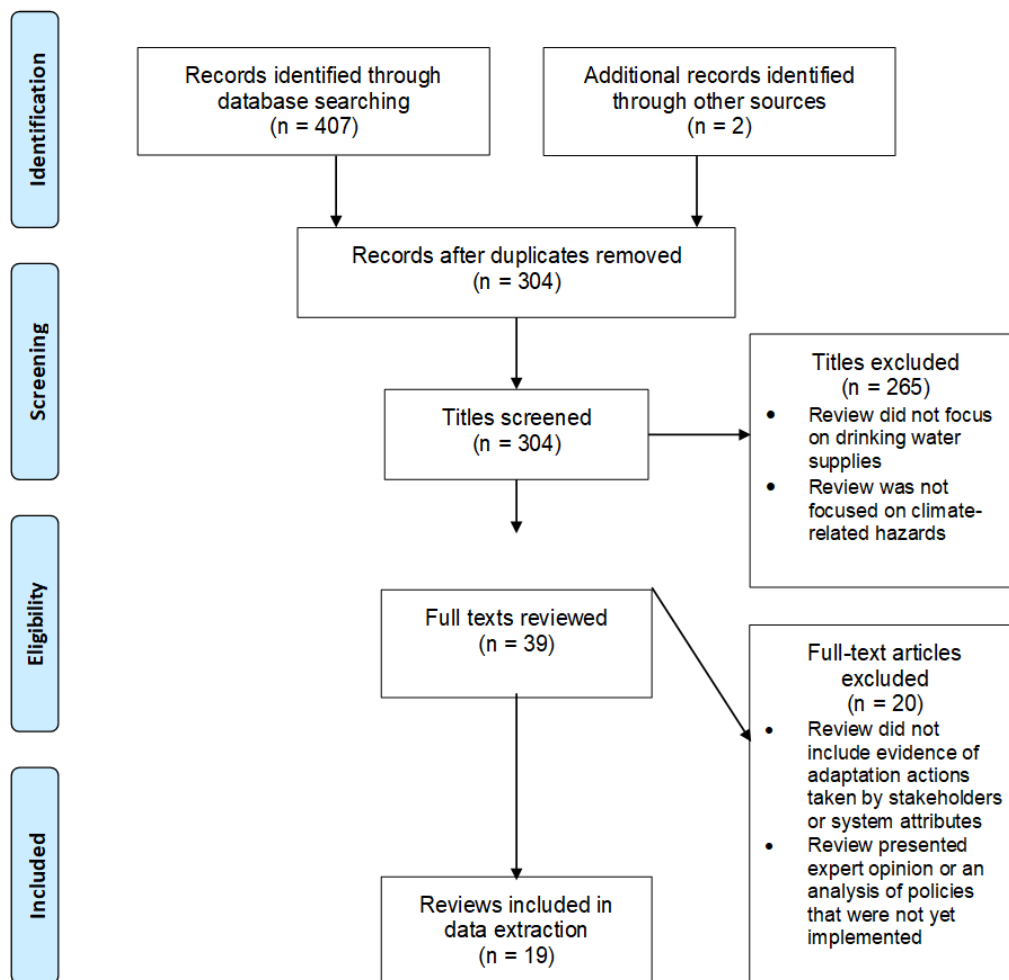 Identification
Records identified through
database searching
(n = 407)
Additional records identified
through other sources
(n = 2)
Records after duplicates removed
(n = 304)
Screening
Titles screened
(n = 304)
Titles excluded
(n = 265)
• Review did not focus
on drinking water
supplies
• Review was not
focused on climate-
related hazards
Eligibility
Full texts reviewed
(n = 39)
Full-text articles
excluded
(n = 20)
• Review did not
include evidence of
adaptation actions
taken by stakeholders
or system attributes
• Review presented
expert opinion or an
analysis of policies
that were not yet
implemented
Included
Reviews included in
data extraction
(n = 19)